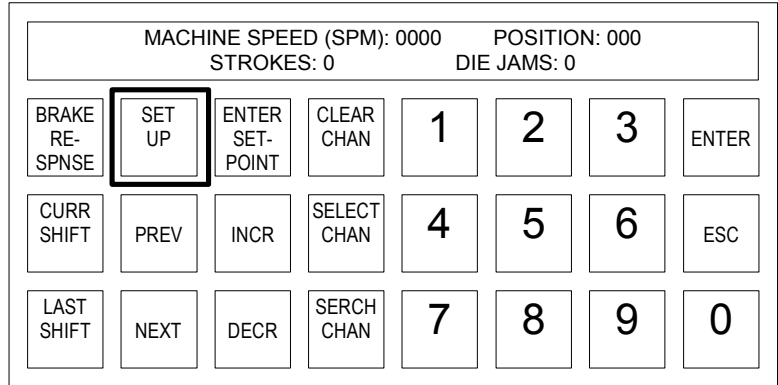 MACHINE SPEED (SPM): 0000 POSITION: 000
STROKES: 0 DIE JAMS: 0
BRAKE
RE-
SPNSE
SET
UP
ENTER
SET-
POINT
CLEAR
CHAN
1
2
3
ENTER
CURR
SHIFT
PREV
INCR
SELECT
CHAN
4
5
6
ESC
LAST
SHIFT
NEXT
DECR
SERCH
CHAN
7
8
9
0